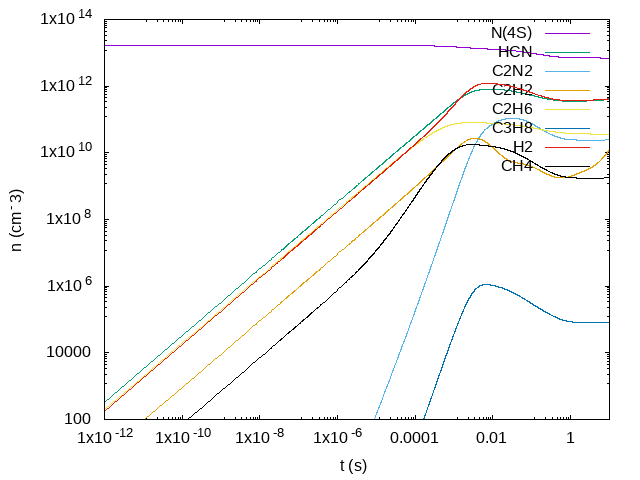 1x10 14
1x10 12
1x10 10
1x10 8
1x10 6
10000
100
n (cm-3)
N(4S)
HCN
C2N2
C2H2
C2H6
C3H8
H2
CH4
1x10 -12
1x10 -10
1x10 -8
1x10 -6
0.0001
0.01
1
t (s)